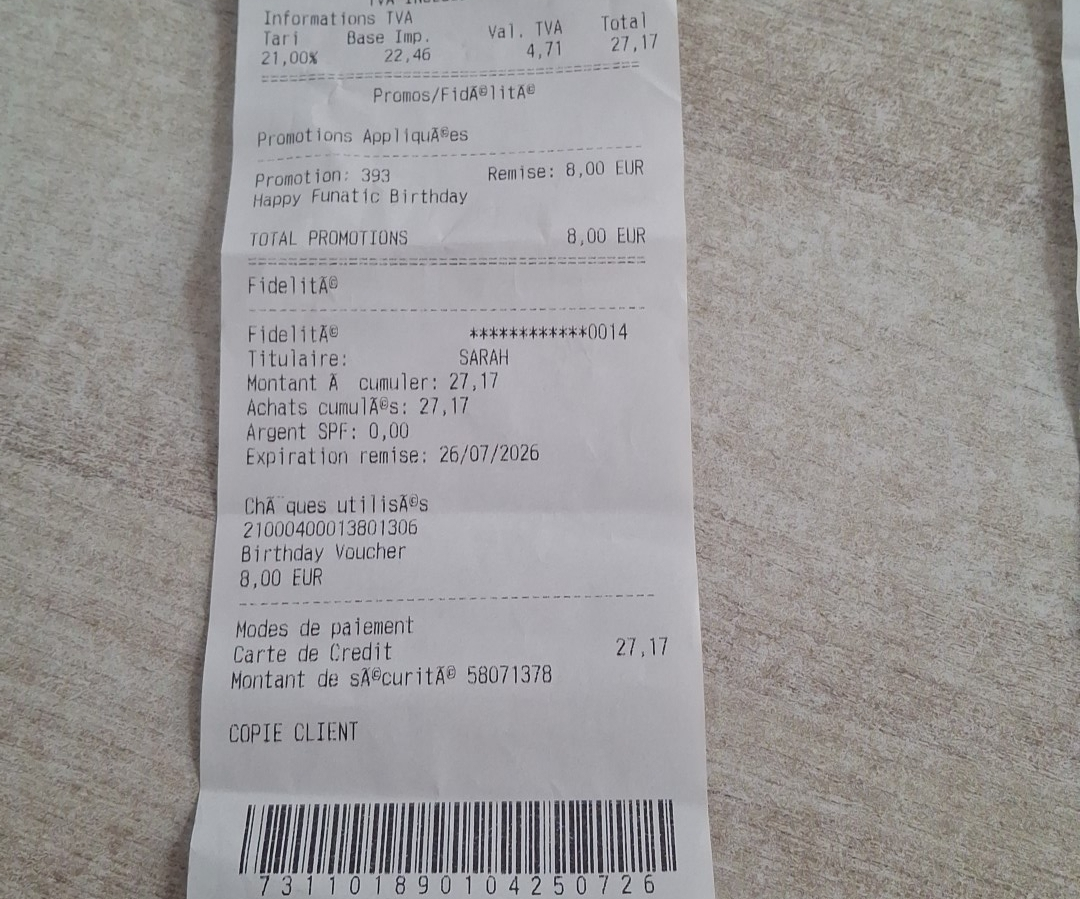 Informations TVA
Tari Base Imp. Val. TVA Total
21,00% 22,46 4,71 27,17
================================================
Promos/FidÃ©litÃ©
Promotions AppliquÃ©es
------------------------------------------------
Promotion: 393 Remise: 8,00 EUR
Happy Funatic Birthday
TOTAL PROMOTIONS 8,00 EUR
================================================
FidelitÃ©
------------------------------------------------
FidelitÃ© ************0014
Titulaire: SARAH
Montant Ã cumuler: 27,17
Achats cumulÃ©s: 27,17
Argent SPF: 0,00
Expiration remise: 26/07/2026
ChÃ¨ques utilisÃ©s
21000400013801306
Birthday Voucher
8,00 EUR
------------------------------------------------
Modes de paiement
Carte de Credit 27,17
Montant de sÃ©curitÃ© 58071378
COPIE CLIENT
731101890104250726